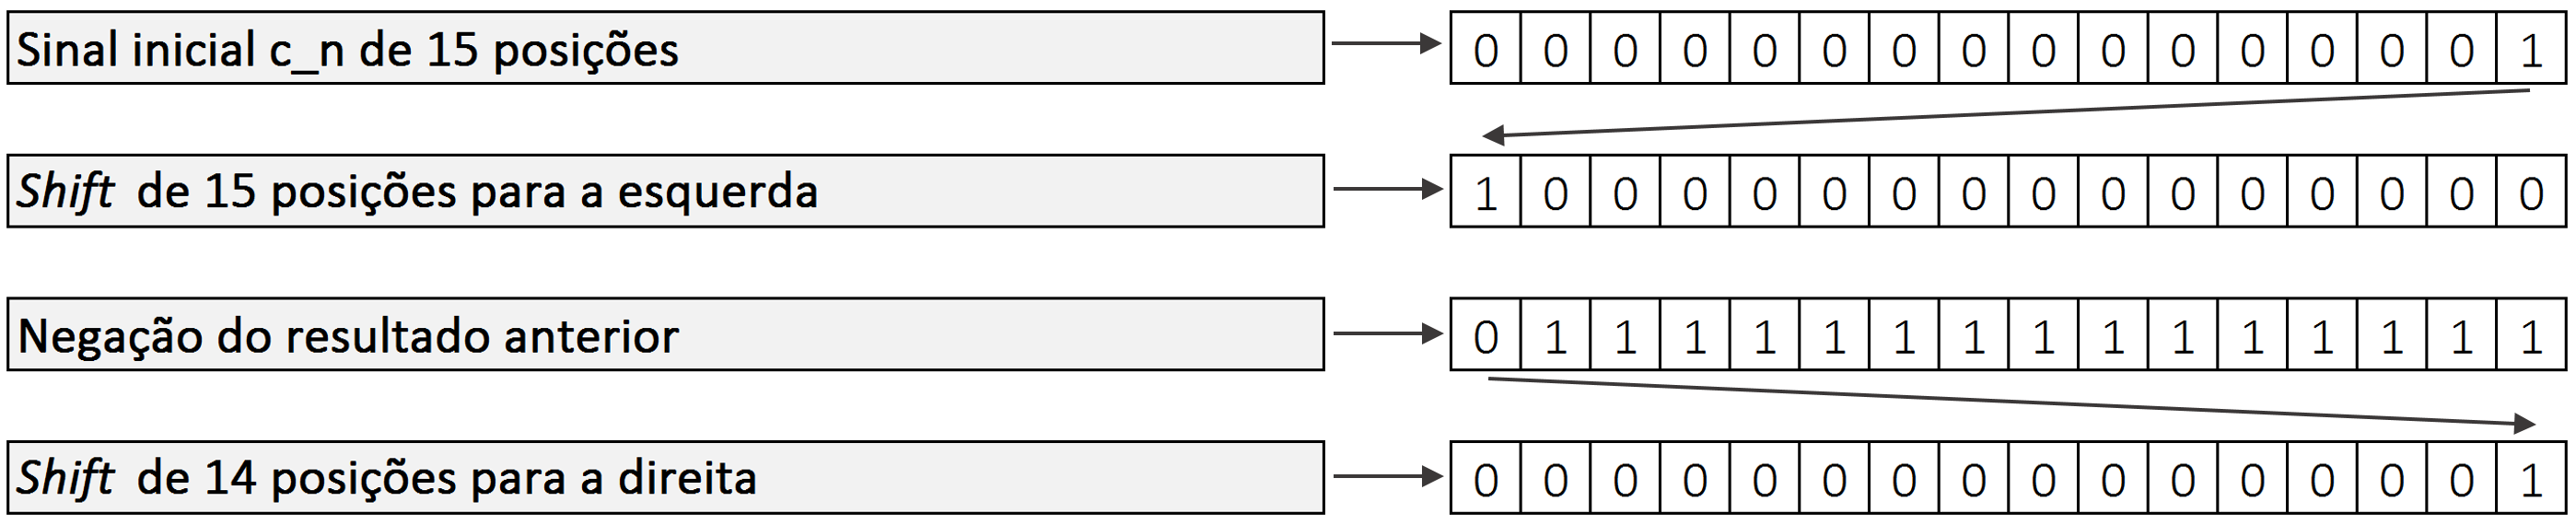 Sinal inicial c_n de 15 posições 0 0 0 0 0 0 0 0 0 0 0 0 0 0 0 1
Shift de 15 posições para a esquerda 1 0 0 0 0 0 0 0 0 0 0 0 0 0 0 0
Negação do resultado anterior 0 1 1 1 1 1 1 1 1 1 1 1 1 1 1 1
Shift de 14 posições para a direita 0 0 0 0 0 0 0 0 0 0 0 0 0 0 0 1